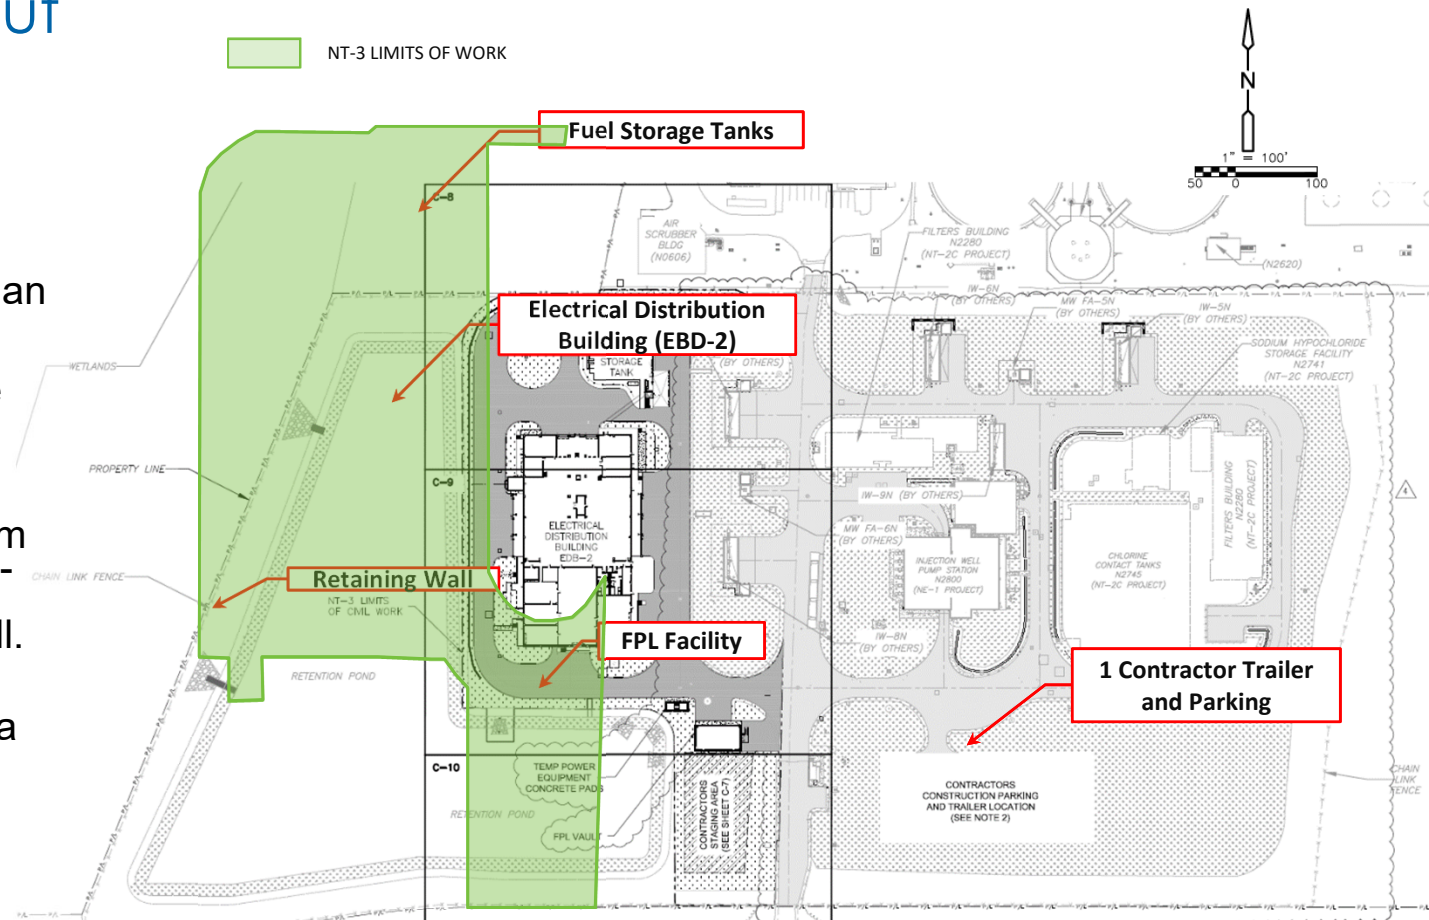 UT
NT-3 LIMITS OF WORK
N
1" = 100'
50 0 100
Fuel Storage Tanks
C-8
AIR
SCRUBBER
BLDG
(N0606)
FILTERS BUILDING
N2280
(NT-2C PROJECT)
(N2620)
IW-6N
(BY OTHERS)
MW FA-5N
(BY OTHERS)
IW-5N
(BY OTHERS)
an
Electrical Distribution
Building (EBD-2)
STORAGE
TANK
(BY OTHERS)
SODIUM HYPOCHLORIDE
STORAGE FACILITY
N2741
(NT-2C PROJECT)
WETLANDS
PROPERTY LINE
C-9
IW-9N (BY OTHERS)
4
ELECTRICAL
DISTRIBUTION
BUILDING
EDB-2
MW FA-6N
(BY OTHERS)
FILTERS BUILDING
N2280
(NT-2C PROJECT)
m
-
CHAIN LINK FENCE
Retaining Wall
NT-3 LIMITS
OF CIVIL WORK
INJECTION WELL
PUMP STATION
N2800
(NE-1 PROJECT)
CHLORINE
CONTACT TANKS
N2745
(NT-2C PROJECT)
ll.
FPL Facility
IW-8N
(BY OTHERS)
RETENTION POND
1 Contractor Trailer
and Parking
a
C-10
TEMP POWER
EQUIPMENT
CONCRETE PADS
RETENTION POND
FPL VAULT
CONTRACTORS
STAGING AREA
(SEE SHEET C-7)
CONTRACTORS
CONSTRUCTION PARKING
AND TRAILER LOCATION
(SEE NOTE 2)
CHAIN
LINK
FENCE